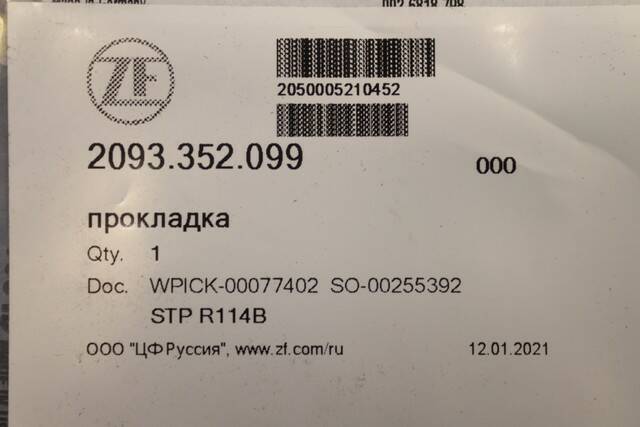 ZF
2050005210452
2093.352.099 000
прокладка
Qty. 1
Doc. WPICK-00077402 SO-00255392
STP R114B
ООО "ЦФ Руссия", www.zf.com/ru 12.01.2021